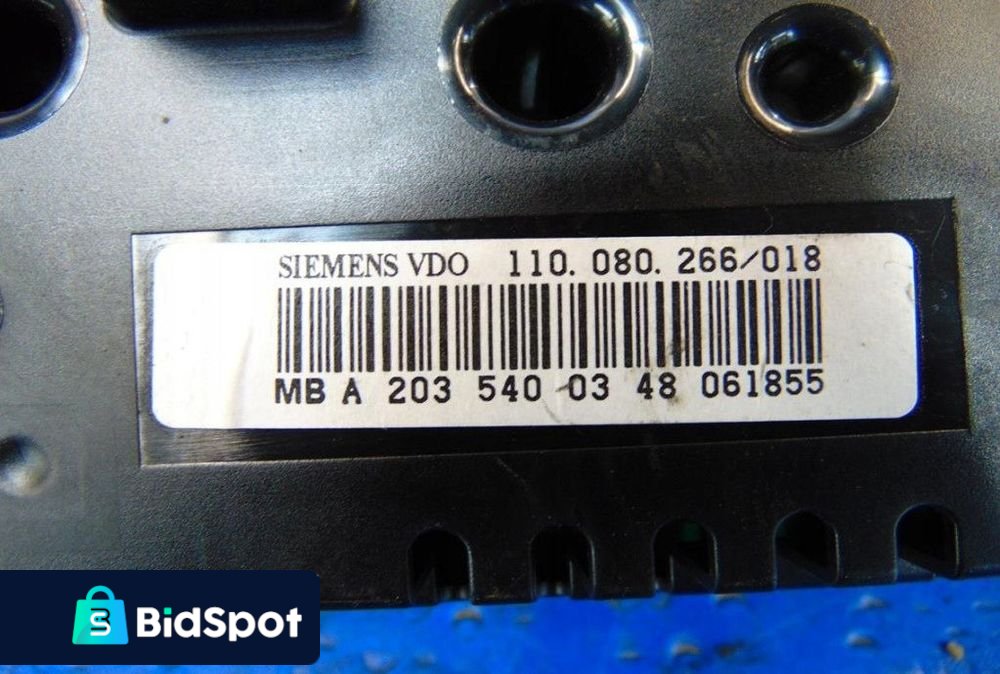 SIEMENS VDO 110. 080. 266/018
MB A 203 540 03 48 061855
BidSpot